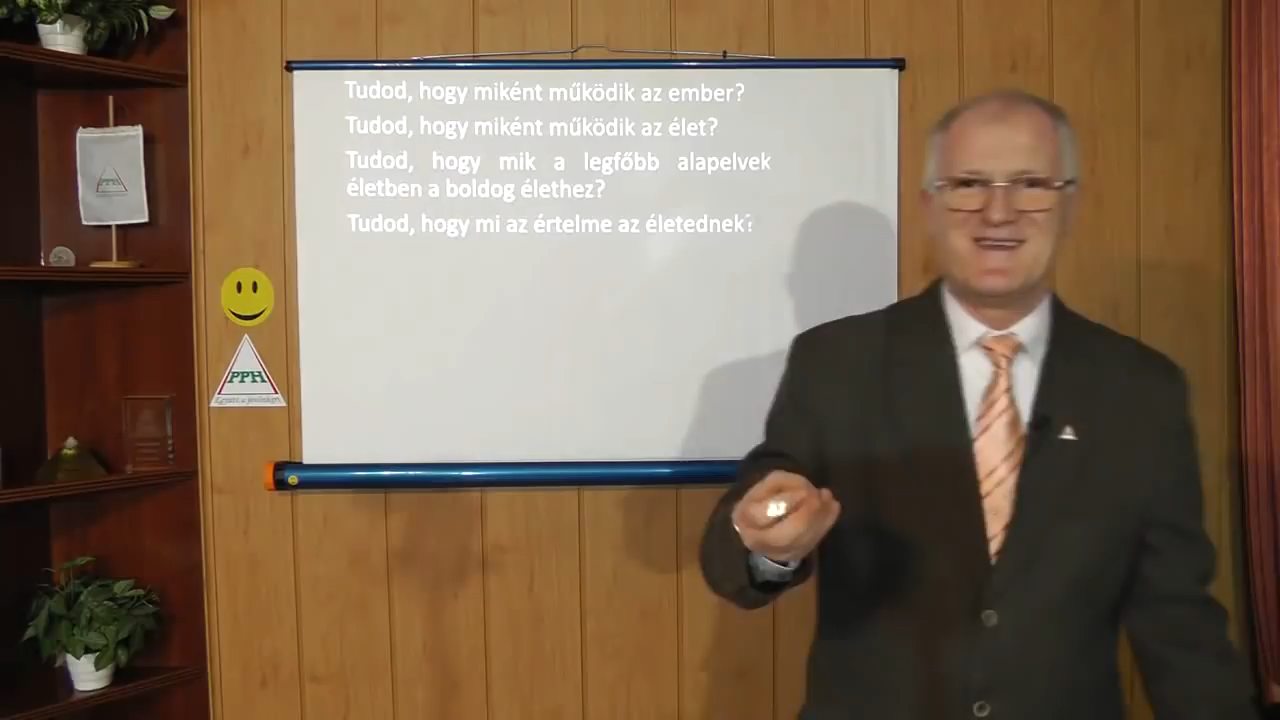 Tudod, hogy miként működik az ember?
Tudod, hogy miként működik az élet?
Tudod, hogy mik a legfőbb alapelvek
életben a boldog élethez?
Tudod, hogy mi az értelme az életednek?
PPH
PPH